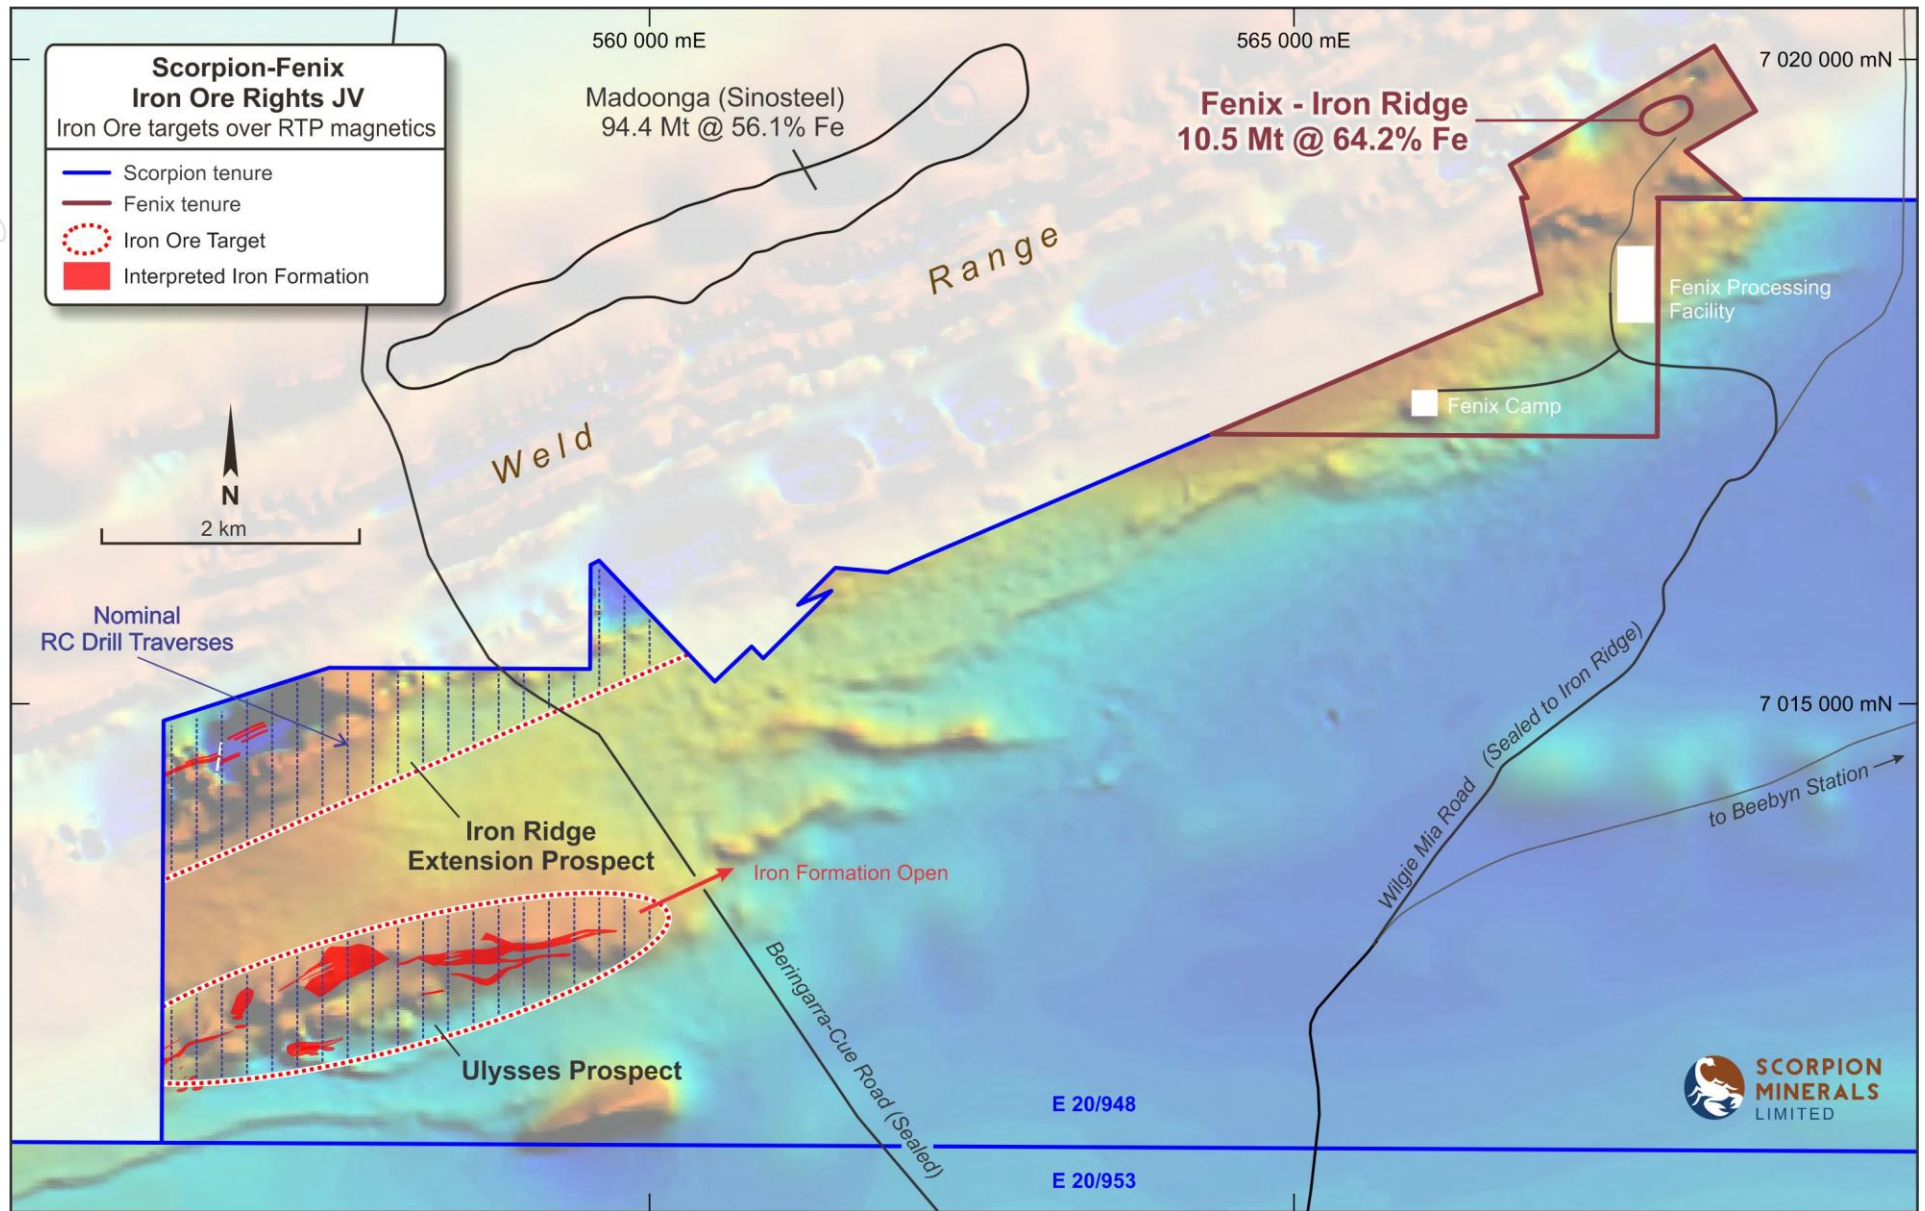 560 000 mE
565 000 mE
7 020 000 mN
Scorpion-Fenix
Iron Ore Rights JV
Iron Ore targets over RTP magnetics
Scorpion tenure
Fenix tenure
Iron Ore Target
Interpreted Iron Formation
Madoonga (Sinosteel)
94.4 Mt @ 56.1% Fe
Fenix - Iron Ridge
10.5 Mt @ 64.2% Fe
Weld Range
Fenix Processing
Facility
Fenix Camp
N
2 km
Nominal
RC Drill Traverses
7 015 000 mN
Wilgie Mia Road (Sealed to Iron Ridge)
to Beebyn Station
Iron Ridge
Extension Prospect
Iron Formation Open
Beringarra-Cue Road (Sealed)
Ulysses Prospect
E 20/948
E 20/953
SCORPION
MINERALS
LIMITED